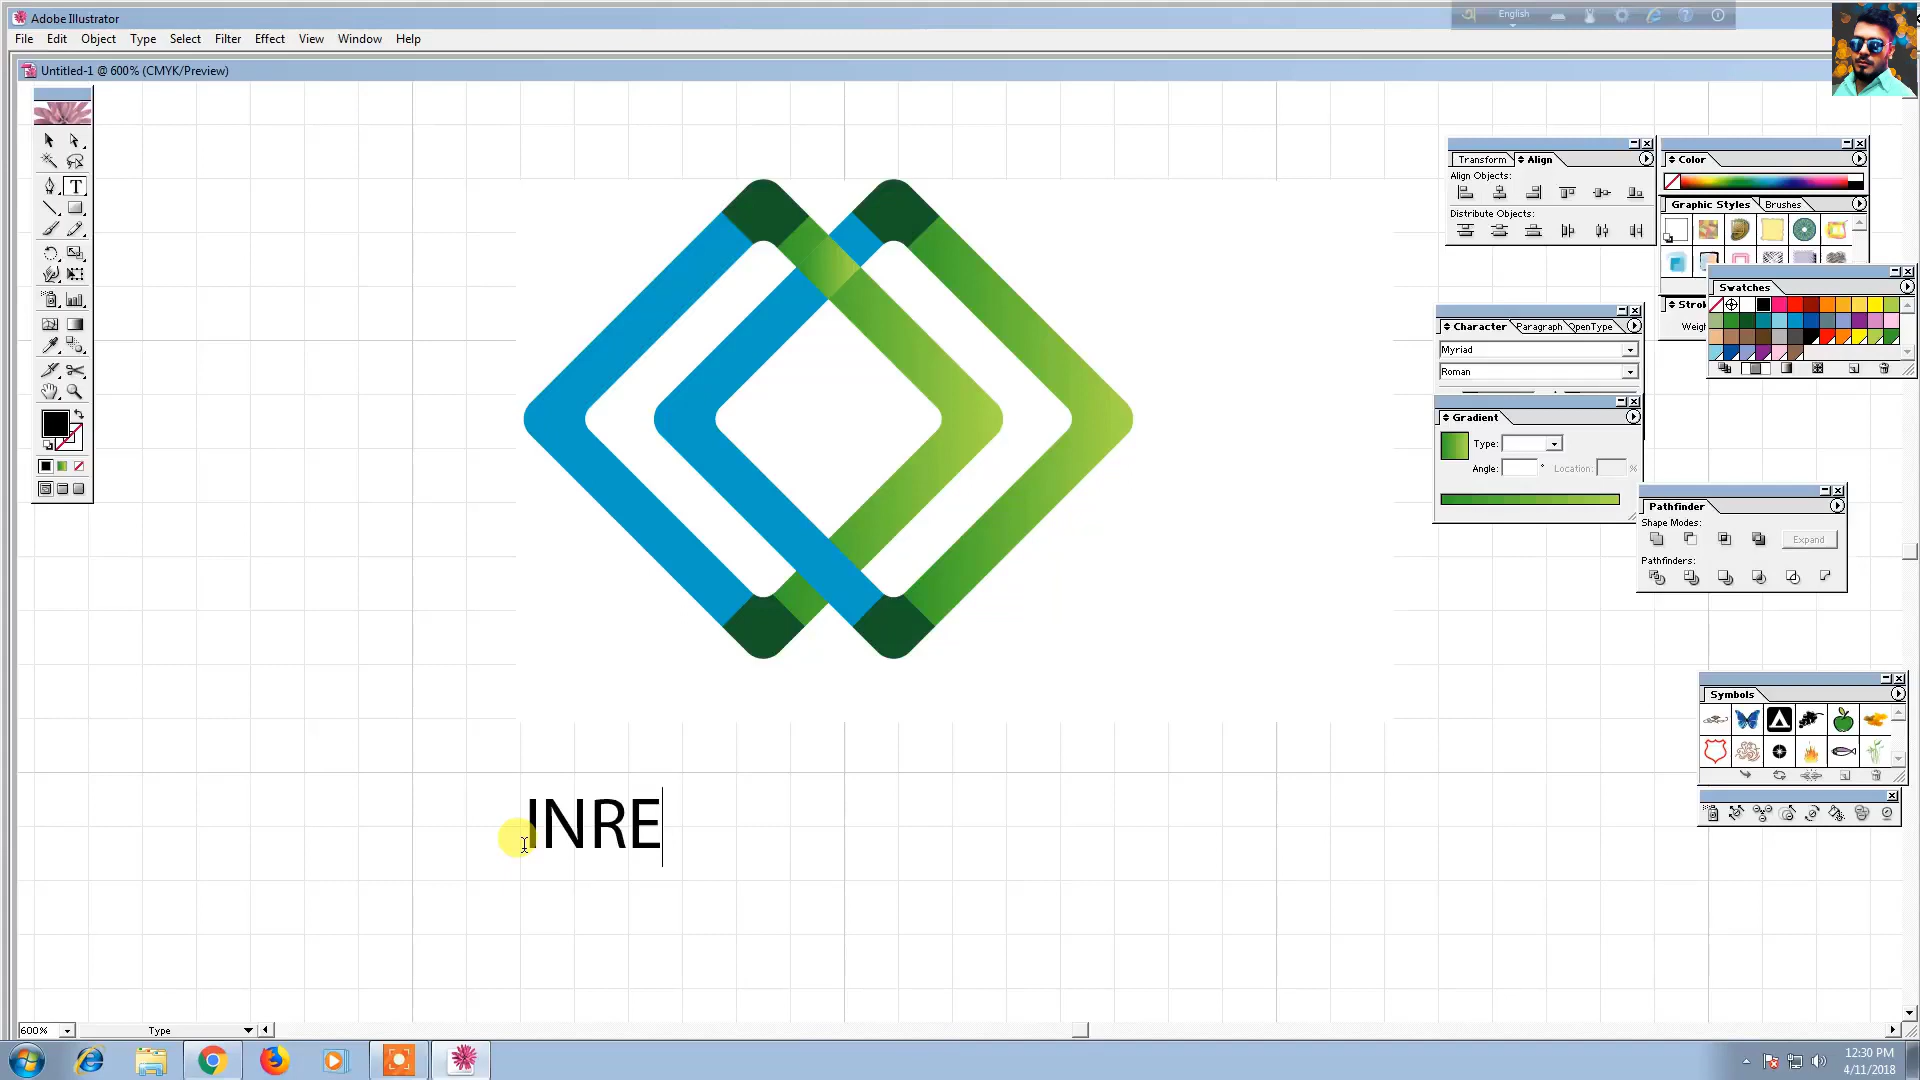 Adobe Illustrator
English
File Edit Object Type Select Filter Effect View Window Help
Untitled-1 @ 600% (CMYK/Preview)
T
Transform Align
Align Objects:
Distribute Objects:
Color
Graphic Styles Brushes
Swatches
Strok
Weigh
Character Paragraph OpenType
Myriad
Roman
Gradient
Type:
Angle: ° Location: %
Pathfinder
Shape Modes:
Expand
Pathfinders:
Symbols
INRE
600% Type
12:30 PM
4/11/2018